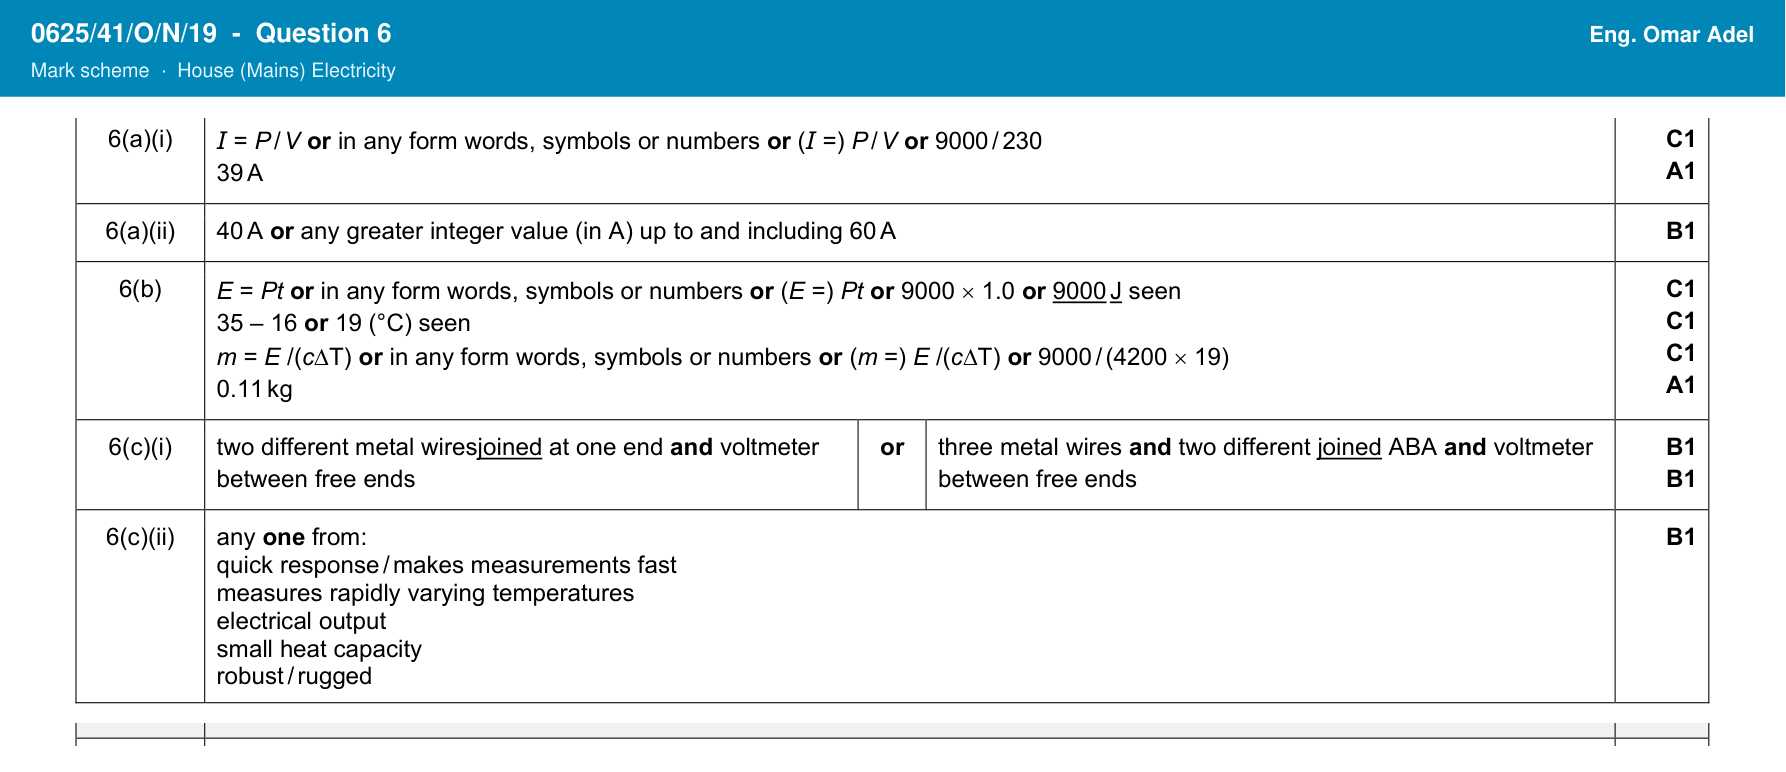 0625/41/O/N/19 - Question 6
Eng. Omar Adel
Mark scheme · House (Mains) Electricity
6(a)(i) I = P / V or in any form words, symbols or numbers or (I =) P / V or 9000 / 230 C1
39 A A1
6(a)(ii) 40 A or any greater integer value (in A) up to and including 60 A B1
6(b) E = Pt or in any form words, symbols or numbers or (E =) Pt or 9000 × 1.0 or 9000 J seen C1
35 – 16 or 19 (°C) seen C1
m = E /(cΔT) or in any form words, symbols or numbers or (m =) E /(cΔT) or 9000 / (4200 × 19) C1
0.11 kg A1
6(c)(i) two different metal wiresjoined at one end and voltmeter or three metal wires and two different joined ABA and voltmeter B1
between free ends between free ends B1
6(c)(ii) any one from: B1
quick response / makes measurements fast
measures rapidly varying temperatures
electrical output
small heat capacity
robust / rugged